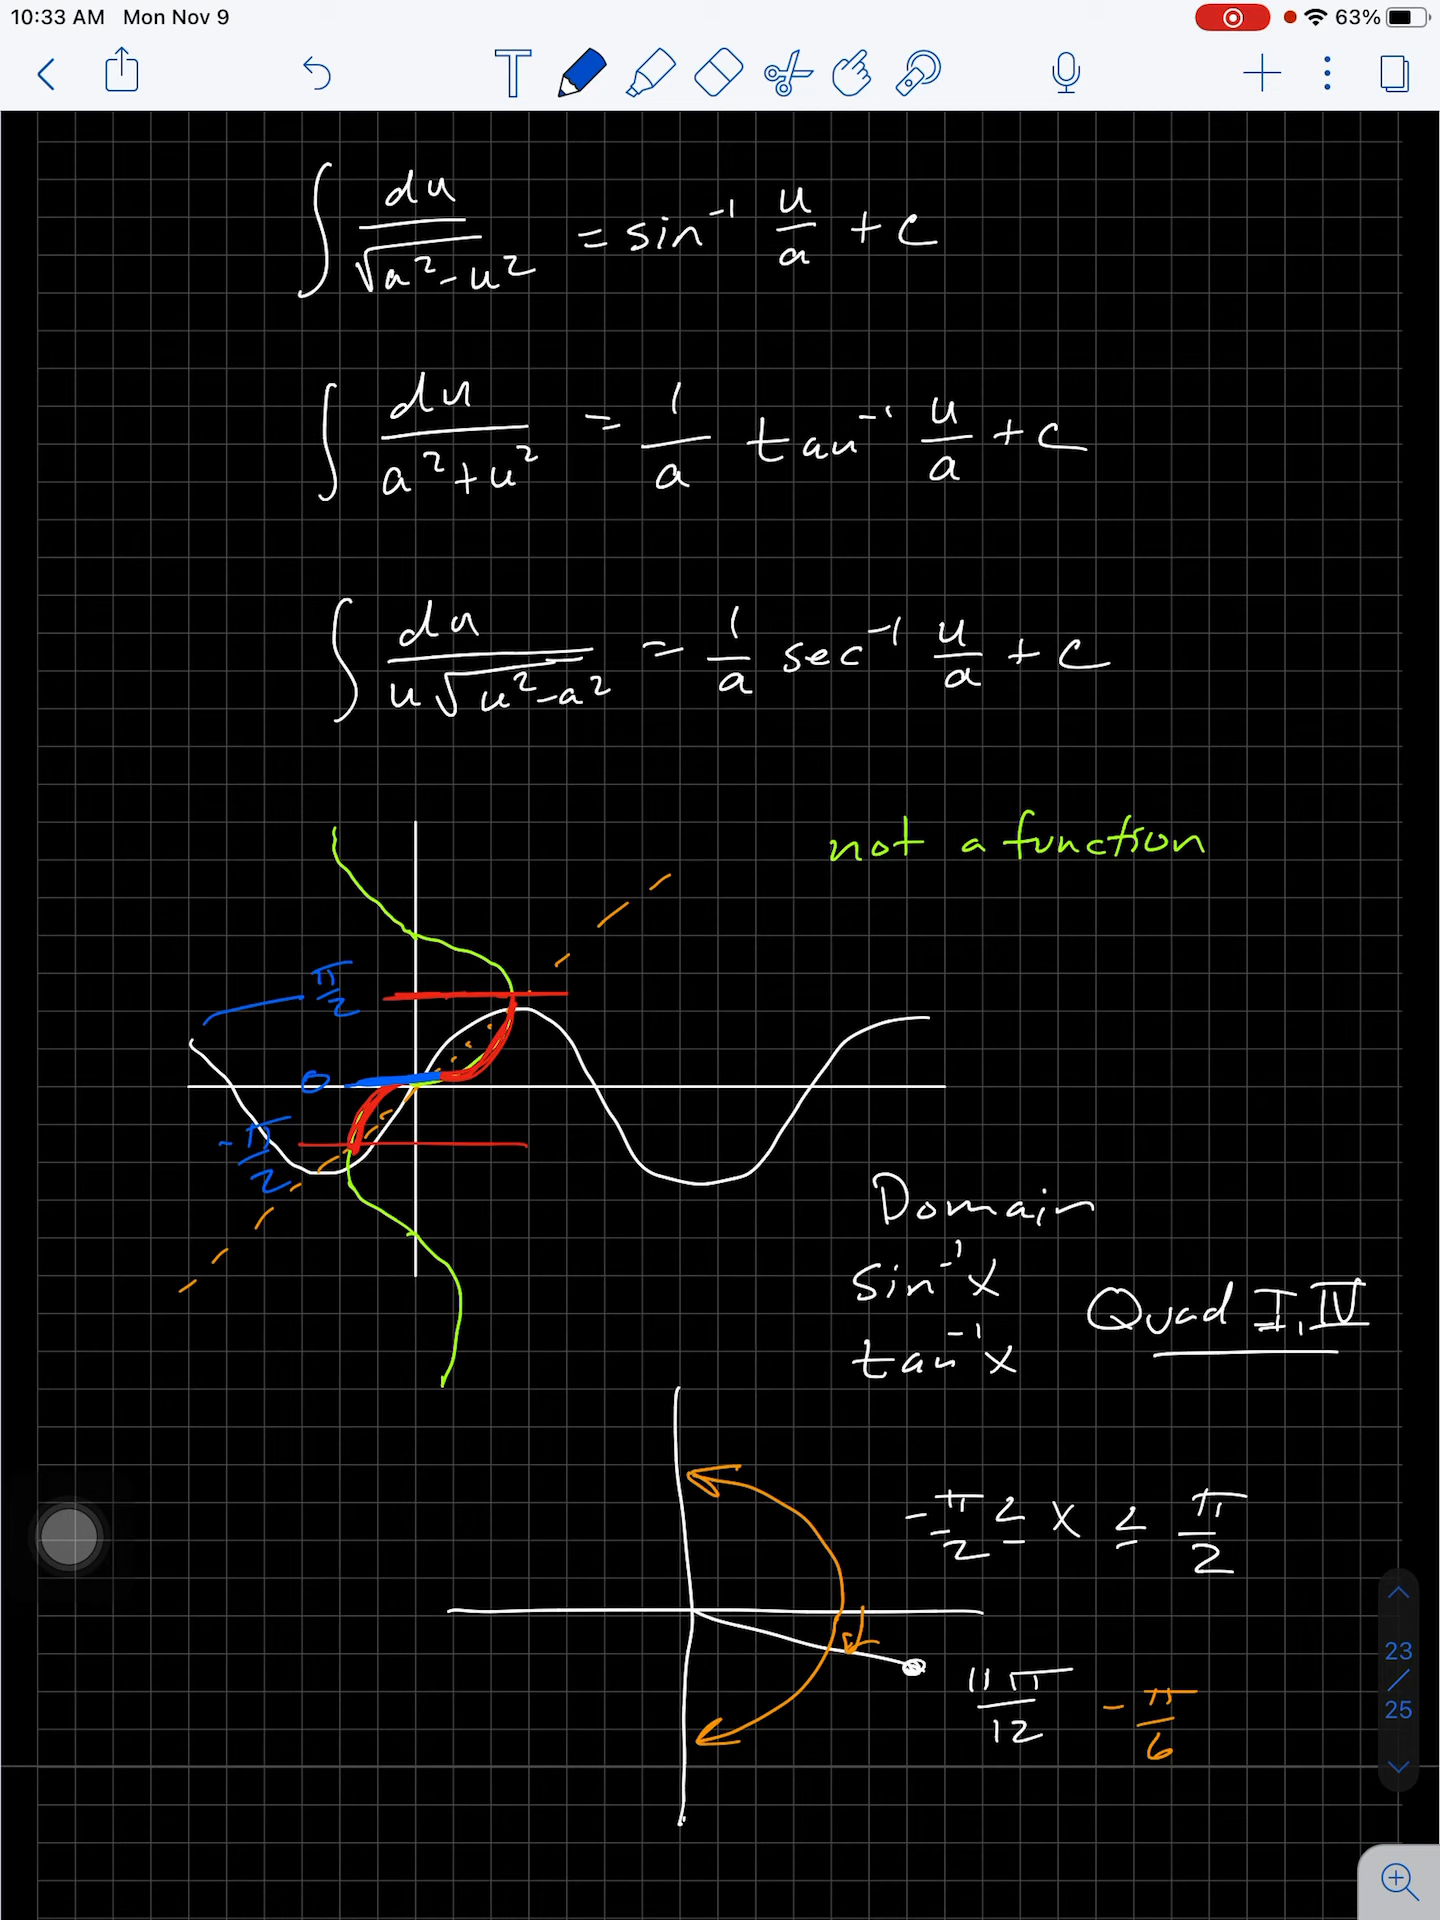 10:33 AM Mon Nov 9 63%
T
∫ du/√(a²-u²) = sin⁻¹ u/a + c
∫ du/(a²+u²) = 1/a tan⁻¹ u/a + c
∫ du/(u√(u²-a²)) = 1/a sec⁻¹ u/a + c
not a function
π/2
0
-π/2
Domain
sin⁻¹x
Quad I, IV
tan⁻¹x
-π/2 ≤ x ≤ π/2
11π/12 -π/6
23/25